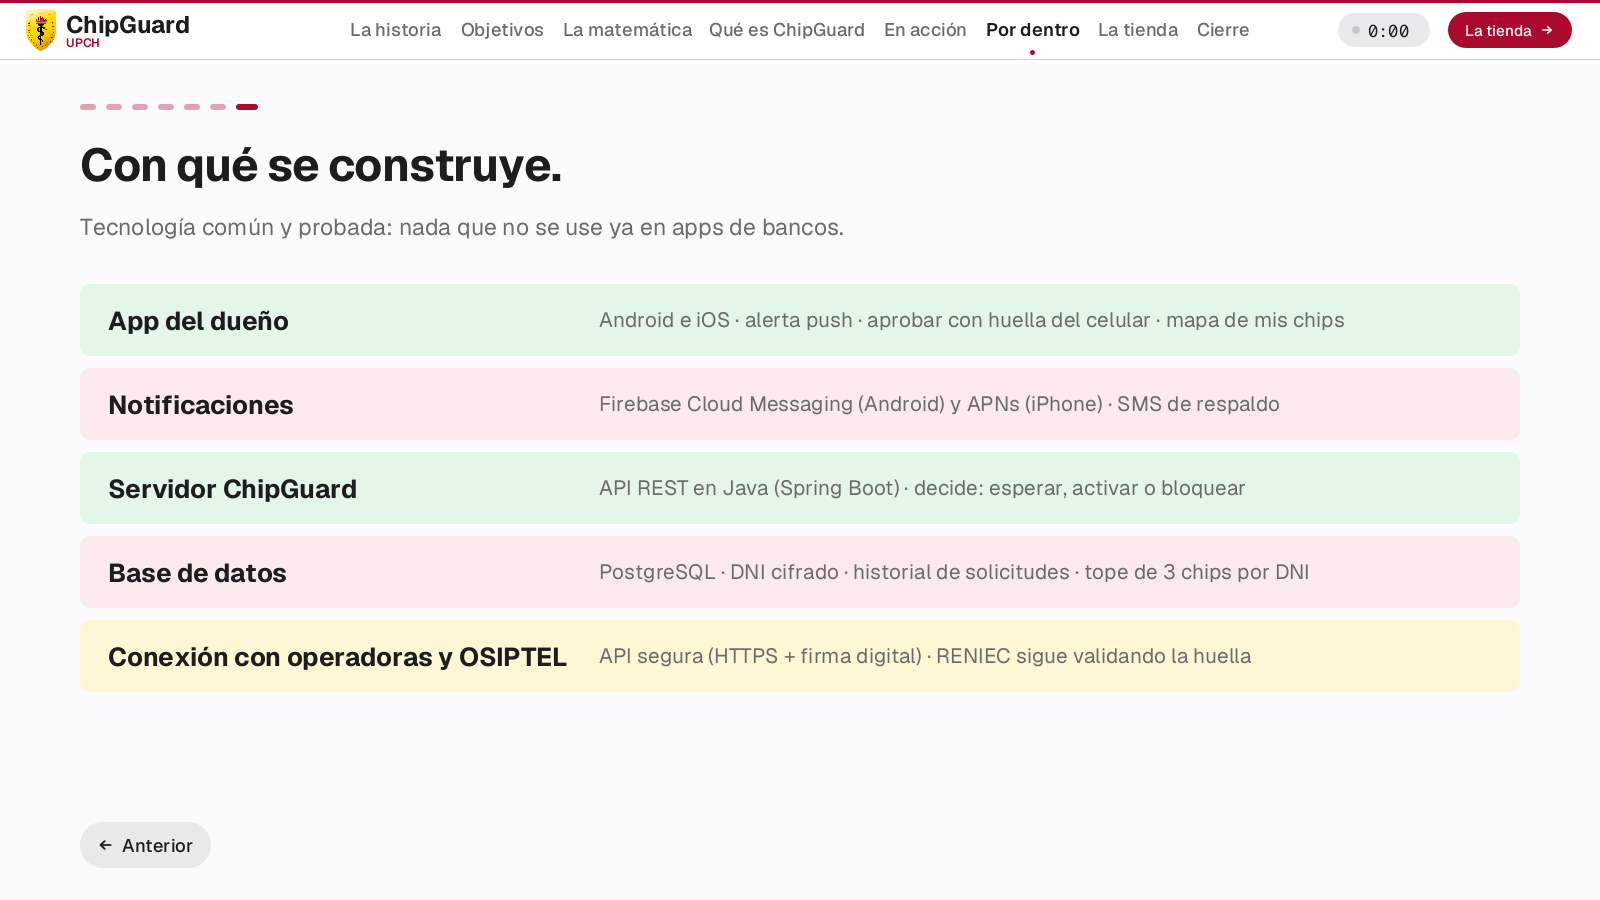 ChipGuard
UPCH
La historia
Objetivos
La matemática
Qué es ChipGuard
En acción
Por dentro
La tienda
Cierre
0:00
La tienda →
Con qué se construye.
Tecnología común y probada: nada que no se use ya en apps de bancos.
App del dueño
Android e iOS · alerta push · aprobar con huella del celular · mapa de mis chips
Notificaciones
Firebase Cloud Messaging (Android) y APNs (iPhone) · SMS de respaldo
Servidor ChipGuard
API REST en Java (Spring Boot) · decide: esperar, activar o bloquear
Base de datos
PostgreSQL · DNI cifrado · historial de solicitudes · tope de 3 chips por DNI
Conexión con operadoras y OSIPTEL
API segura (HTTPS + firma digital) · RENIEC sigue validando la huella
← Anterior